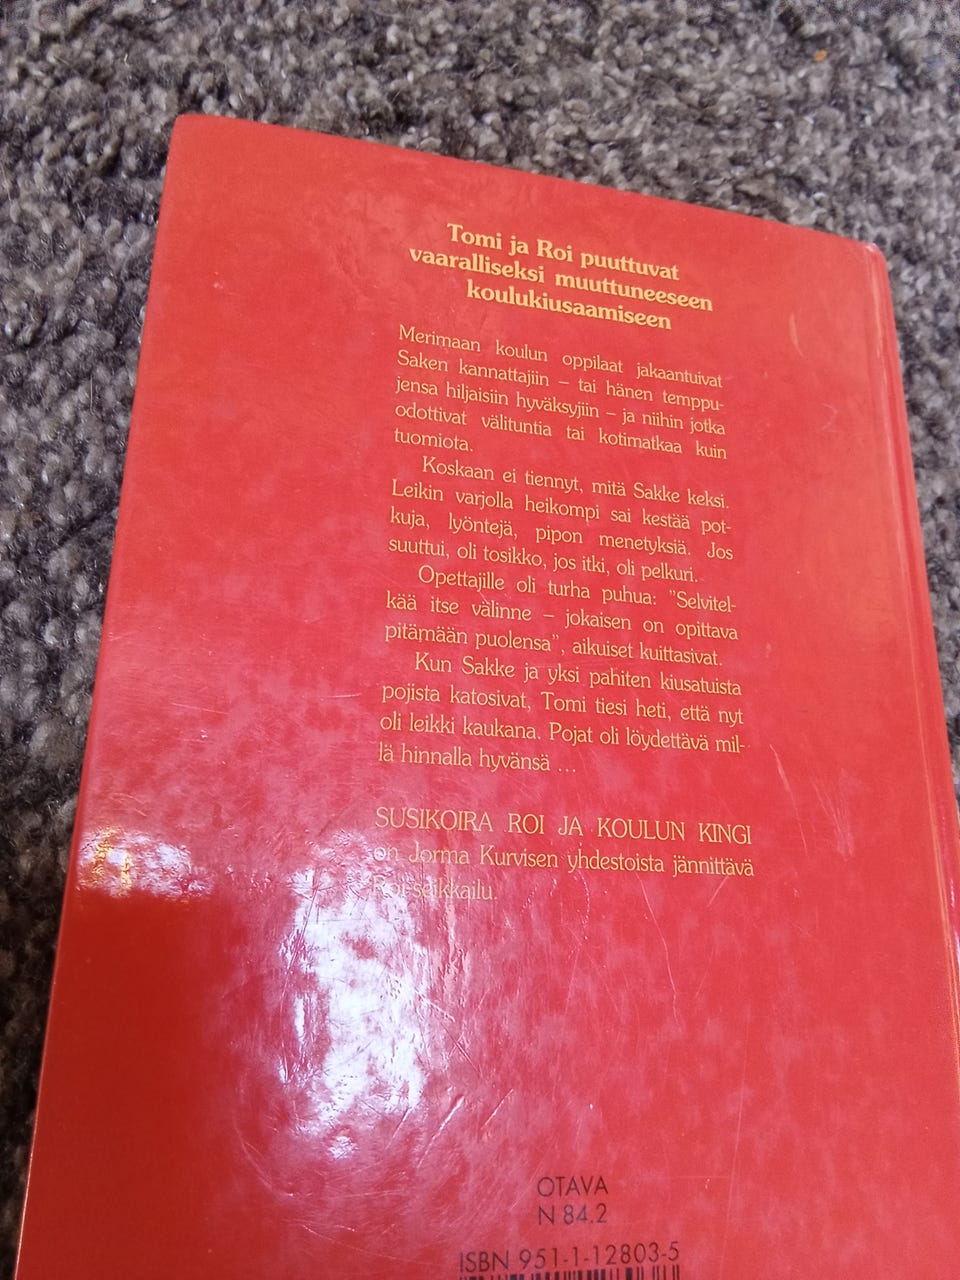 Tomi ja Roi puuttuvat
vaaralliseksi muuttuneeseen
koulukiusaamiseen
Merimaan koulun oppilaat jakaantuivat
Saken kannattajiin – tai hänen temppu-
jensa hiljaisiin hyväksyjiin – ja niihin jotka
odottivat välituntia tai kotimatkaa kuin
tuomiota.
Koskaan ei tiennyt, mitä Sakke keksi.
Leikin varjolla heikompi sai kestää pot-
kuja, lyöntejä, pipon menetyksiä. Jos
suuttui, oli tosikko, jos itki, oli pelkuri.
Opettajille oli turha puhua: ”Selvitel-
kää itse välinne – jokaisen on opittava
pitämään puolensa”, aikuiset kuittasivat.
Kun Sakke ja yksi pahiten kiusatuista
pojista katosivat, Tomi tiesi heti, että nyt
oli leikki kaukana. Pojat oli löydettävä mil-
lä hinnalla hyvänsä ...
SUSIKOIRA ROI JA KOULUN KINGI
on Jorma Kurvisen yhdestoista jännittävä
Roi-seikkailu.
OTAVA
N 84.2
ISBN 951-1-12803-5